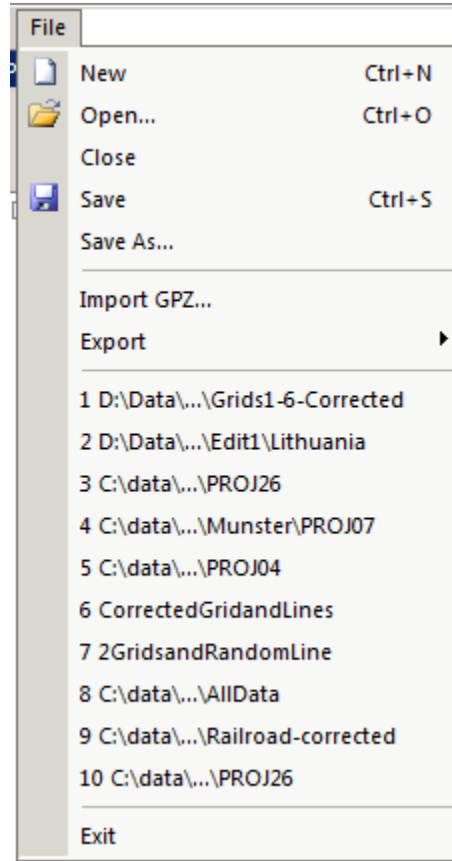 File
New Ctrl+N
Open... Ctrl+O
Close
Save Ctrl+S
Save As...
Import GPZ...
Export
1 D:\Data\...\Grids1-6-Corrected
2 D:\Data\...\Edit1\Lithuania
3 C:\data\...\PROJ26
4 C:\data\...\Munster\PROJ07
5 C:\data\...\PROJ04
6 CorrectedGridandLines
7 2GridsandRandomLine
8 C:\data\...\AllData
9 C:\data\...\Railroad-corrected
10 C:\data\...\PROJ26
Exit